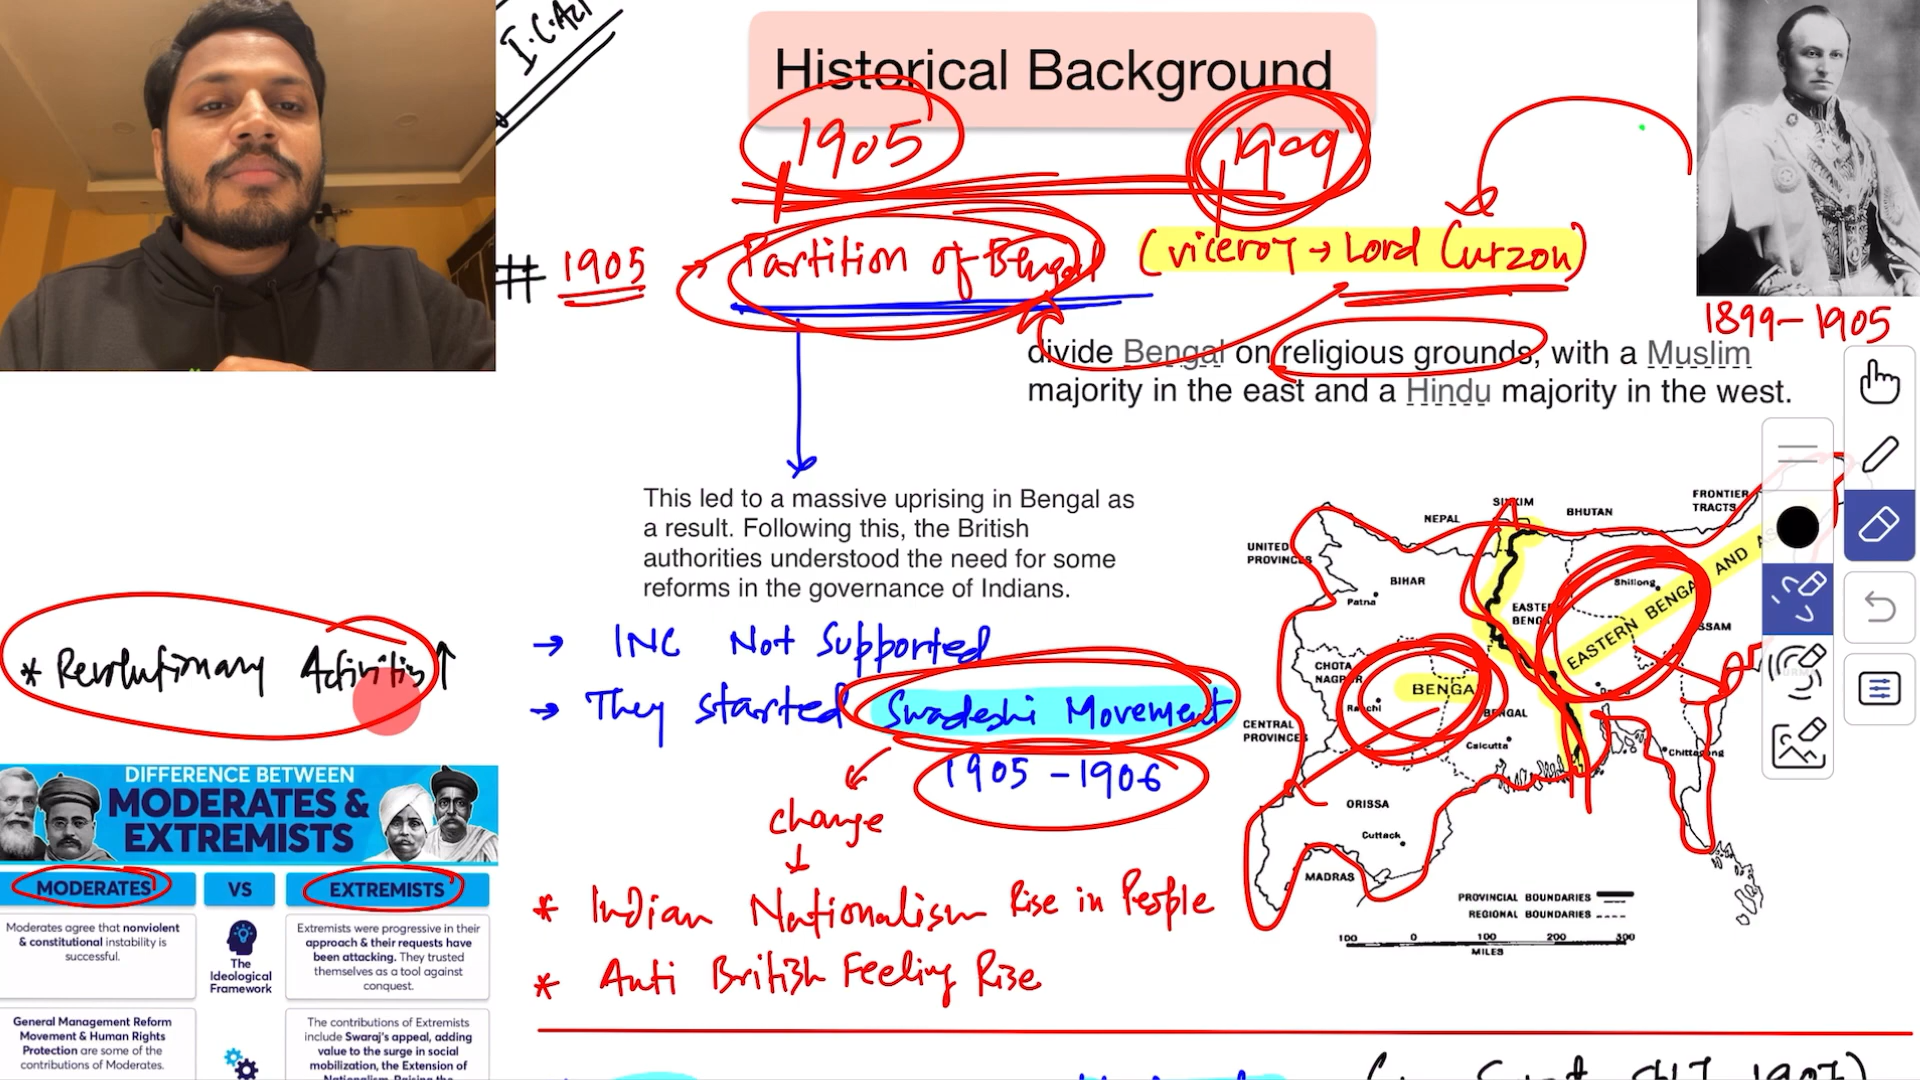 I.C.Act
Historical Background
1905 1909
# 1905 → Partition of Bengal (viceroy → Lord Curzon)
1899-1905
divide Bengal on religious grounds, with a Muslim
majority in the east and a Hindu majority in the west.
This led to a massive uprising in Bengal as
a result. Following this, the British
authorities understood the need for some
reforms in the governance of Indians.
→ INC Not Supported
→ They started Swadeshi Movement
1905 - 1906
change
* Indian Nationalism Rise in People
* Anti British Feeling Rise
* Revolutionary Activities ↑
DIFFERENCE BETWEEN
MODERATES &
EXTREMISTS
MODERATES VS EXTREMISTS
Moderates agree that nonviolent
& constitutional instability is
successful.
The
Ideological
Framework
Extremists were progressive in their
approach & their requests have
been attacking. They trusted
themselves as a tool against
conquest.
General Management Reform
Movement & Human Rights
Protection are some of the
contributions of Moderates.
The contributions of Extremists
include Swaraj's appeal, adding
value to the surge in social
mobilization, the Extension of
SIKKIM
FRONTIER
TRACTS
NEPAL
BHUTAN
UNITED
PROVINCES
BIHAR
Patna
Shillong
EASTERN BENGAL AND
EASTERN
BENGAL
ASSAM
CHOTA
NAGPUR
BENGAL
Ranchi
BENGAL
CENTRAL
PROVINCES
Calcutta
Chittagong
ORISSA
Cuttack
MADRAS
PROVINCIAL BOUNDARIES
REGIONAL BOUNDARIES
100 0 100 200 300
MILES